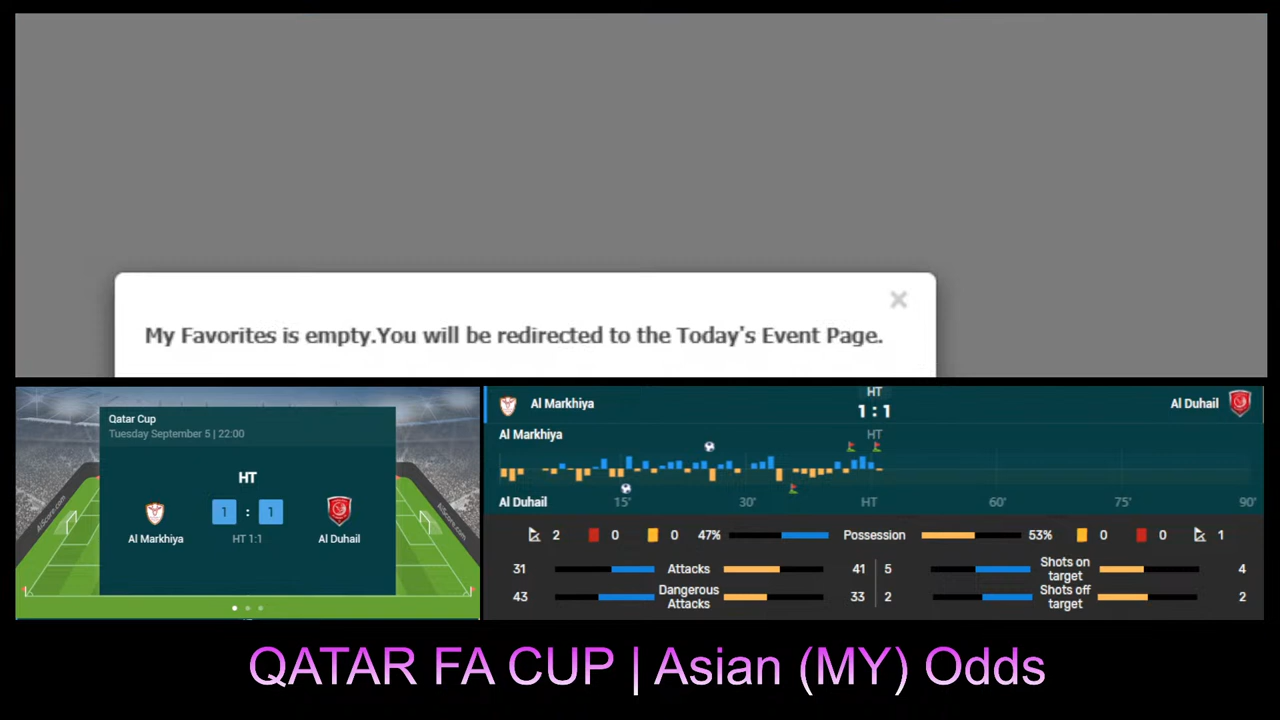 My Favorites is empty.You will be redirected to the Today's Event Page.
Qatar Cup
Tuesday September 5 | 22:00
HT
1 : 1
Al Markhiya
HT 1:1
Al Duhail
AiScore.com
AiScore.com
Al Markhiya
HT
1 : 1
Al Duhail
Al Markhiya
HT
Al Duhail
15' 30' HT 60' 75' 90'
2 0 0 47% Possession 53% 0 0 1
31 Attacks 41
5 Shots on target 4
43 Dangerous Attacks 33
2 Shots off target 2
QATAR FA CUP | Asian (MY) Odds